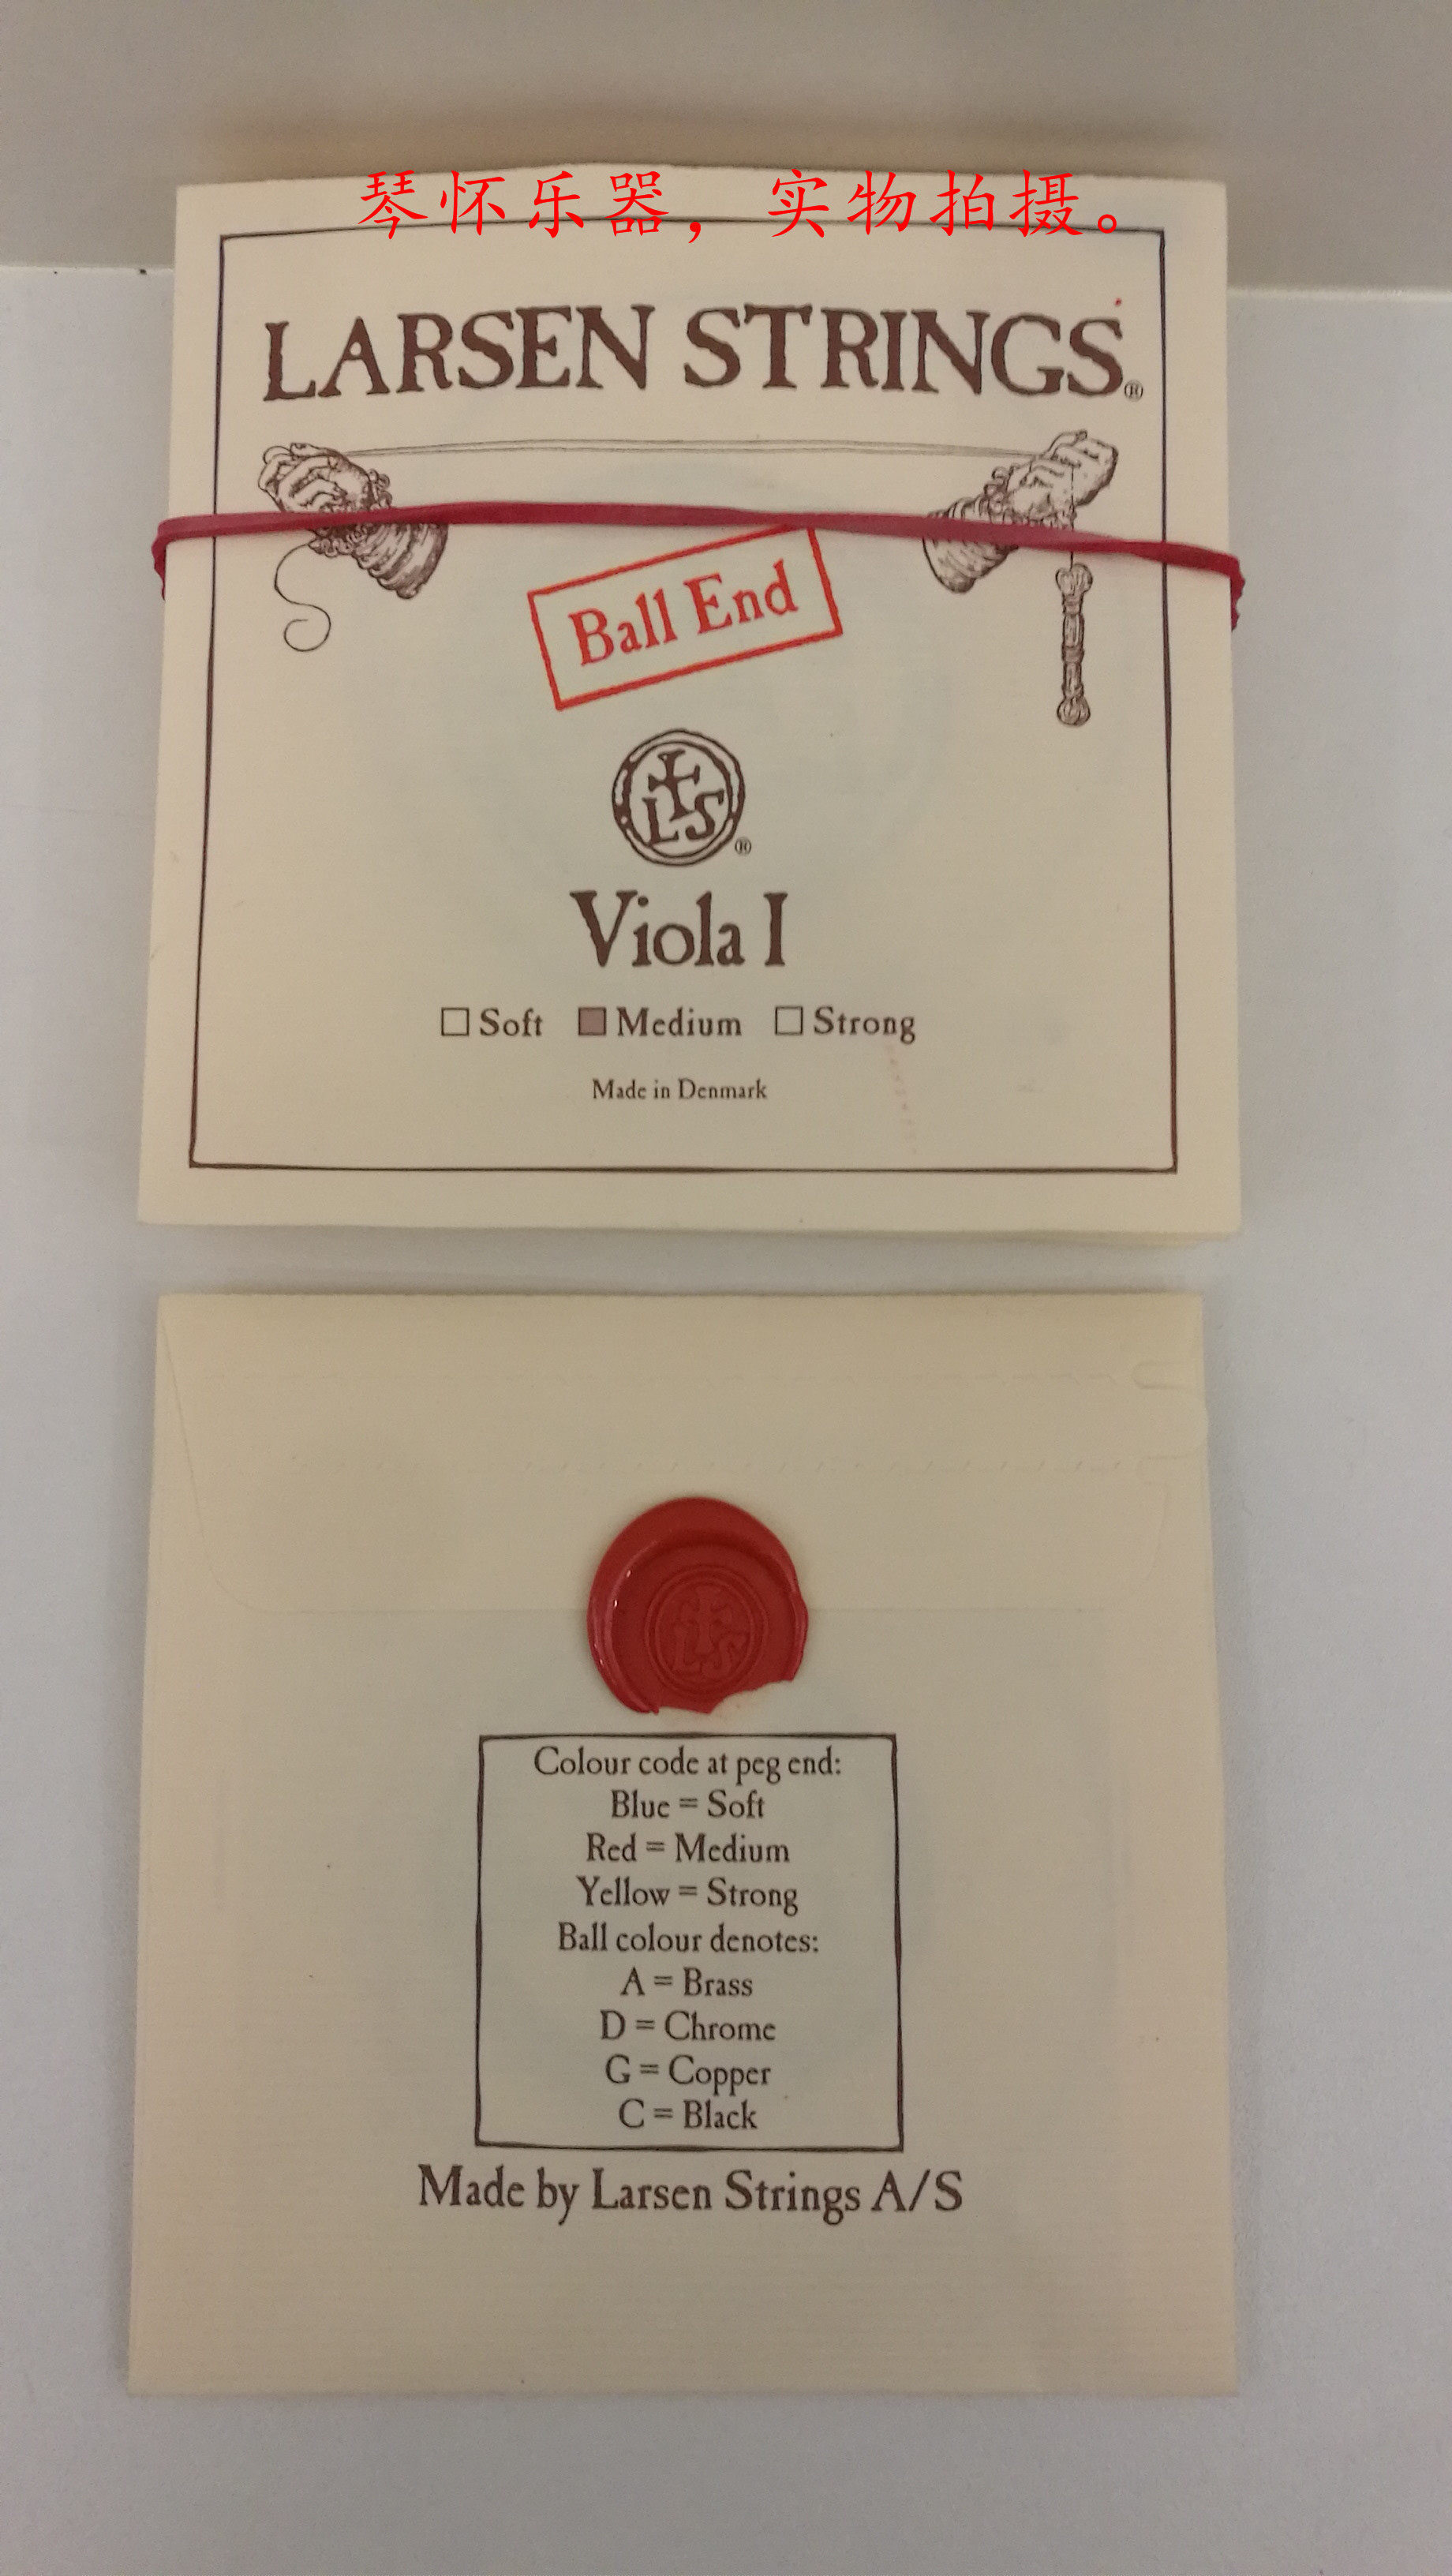 琴怀乐器，实物拍摄。
LARSEN STRINGS®
Ball End
LS®
Viola I
Soft Medium Strong
Made in Denmark
LS
Colour code at peg end:
Blue = Soft
Red = Medium
Yellow = Strong
Ball colour denotes:
A = Brass
D = Chrome
G = Copper
C = Black
Made by Larsen Strings A/S